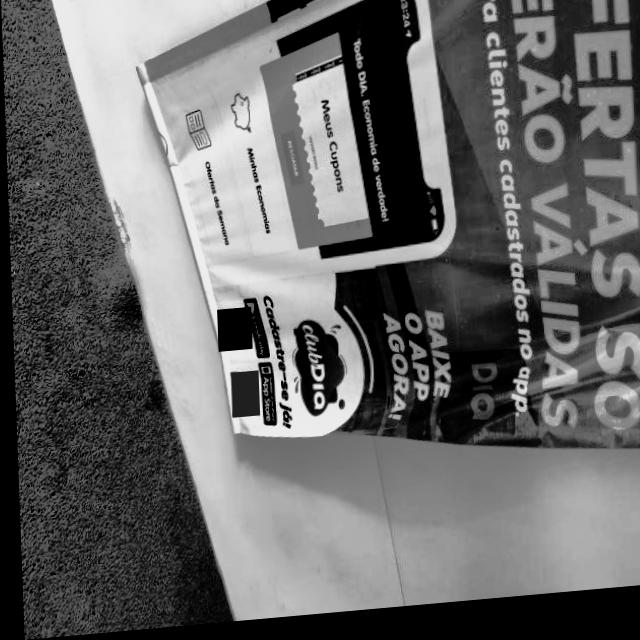 FERTAS SÓ
ERÃO VÁLIDAS
a clientes cadastrados no app
DIA
BAIXE
O APP
AGORA!
clubDIA
Cadastre-se já!
App Store
Todo DIA. Economia de verdade!
Meus Cupons
Minhas Economias
Ofertas da Semana